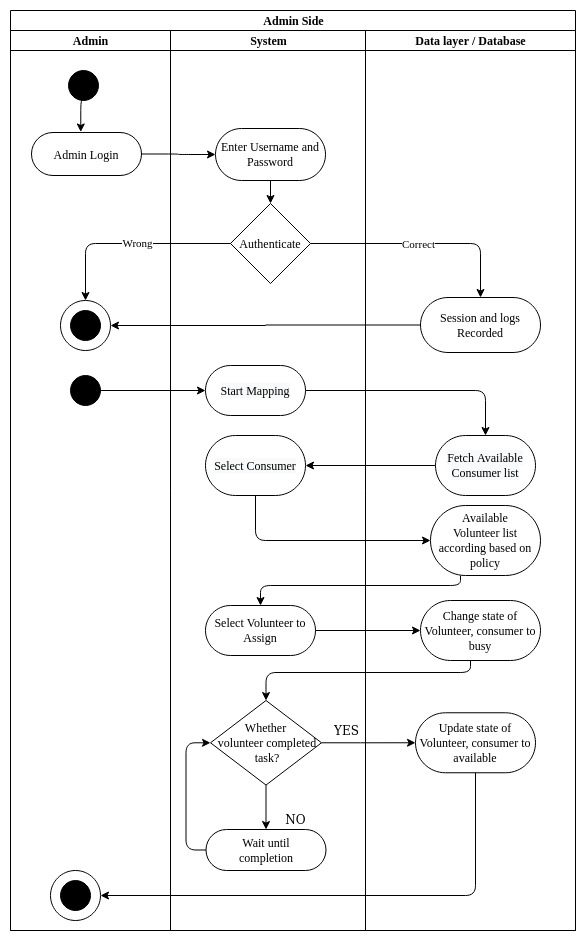 Admin Side
Admin
System
Data layer / Database
Admin Login
Enter Username and
Password
Authenticate
Wrong
Correct
Session and logs
Recorded
Start Mapping
Fetch Available
Consumer list
Select Consumer
Available
Volunteer list
according based on
policy
Select Volunteer to
Assign
Change state of
Volunteer, consumer to
busy
Whether
volunteer completed
task?
YES
Update state of
Volunteer, consumer to
available
NO
Wait until
completion